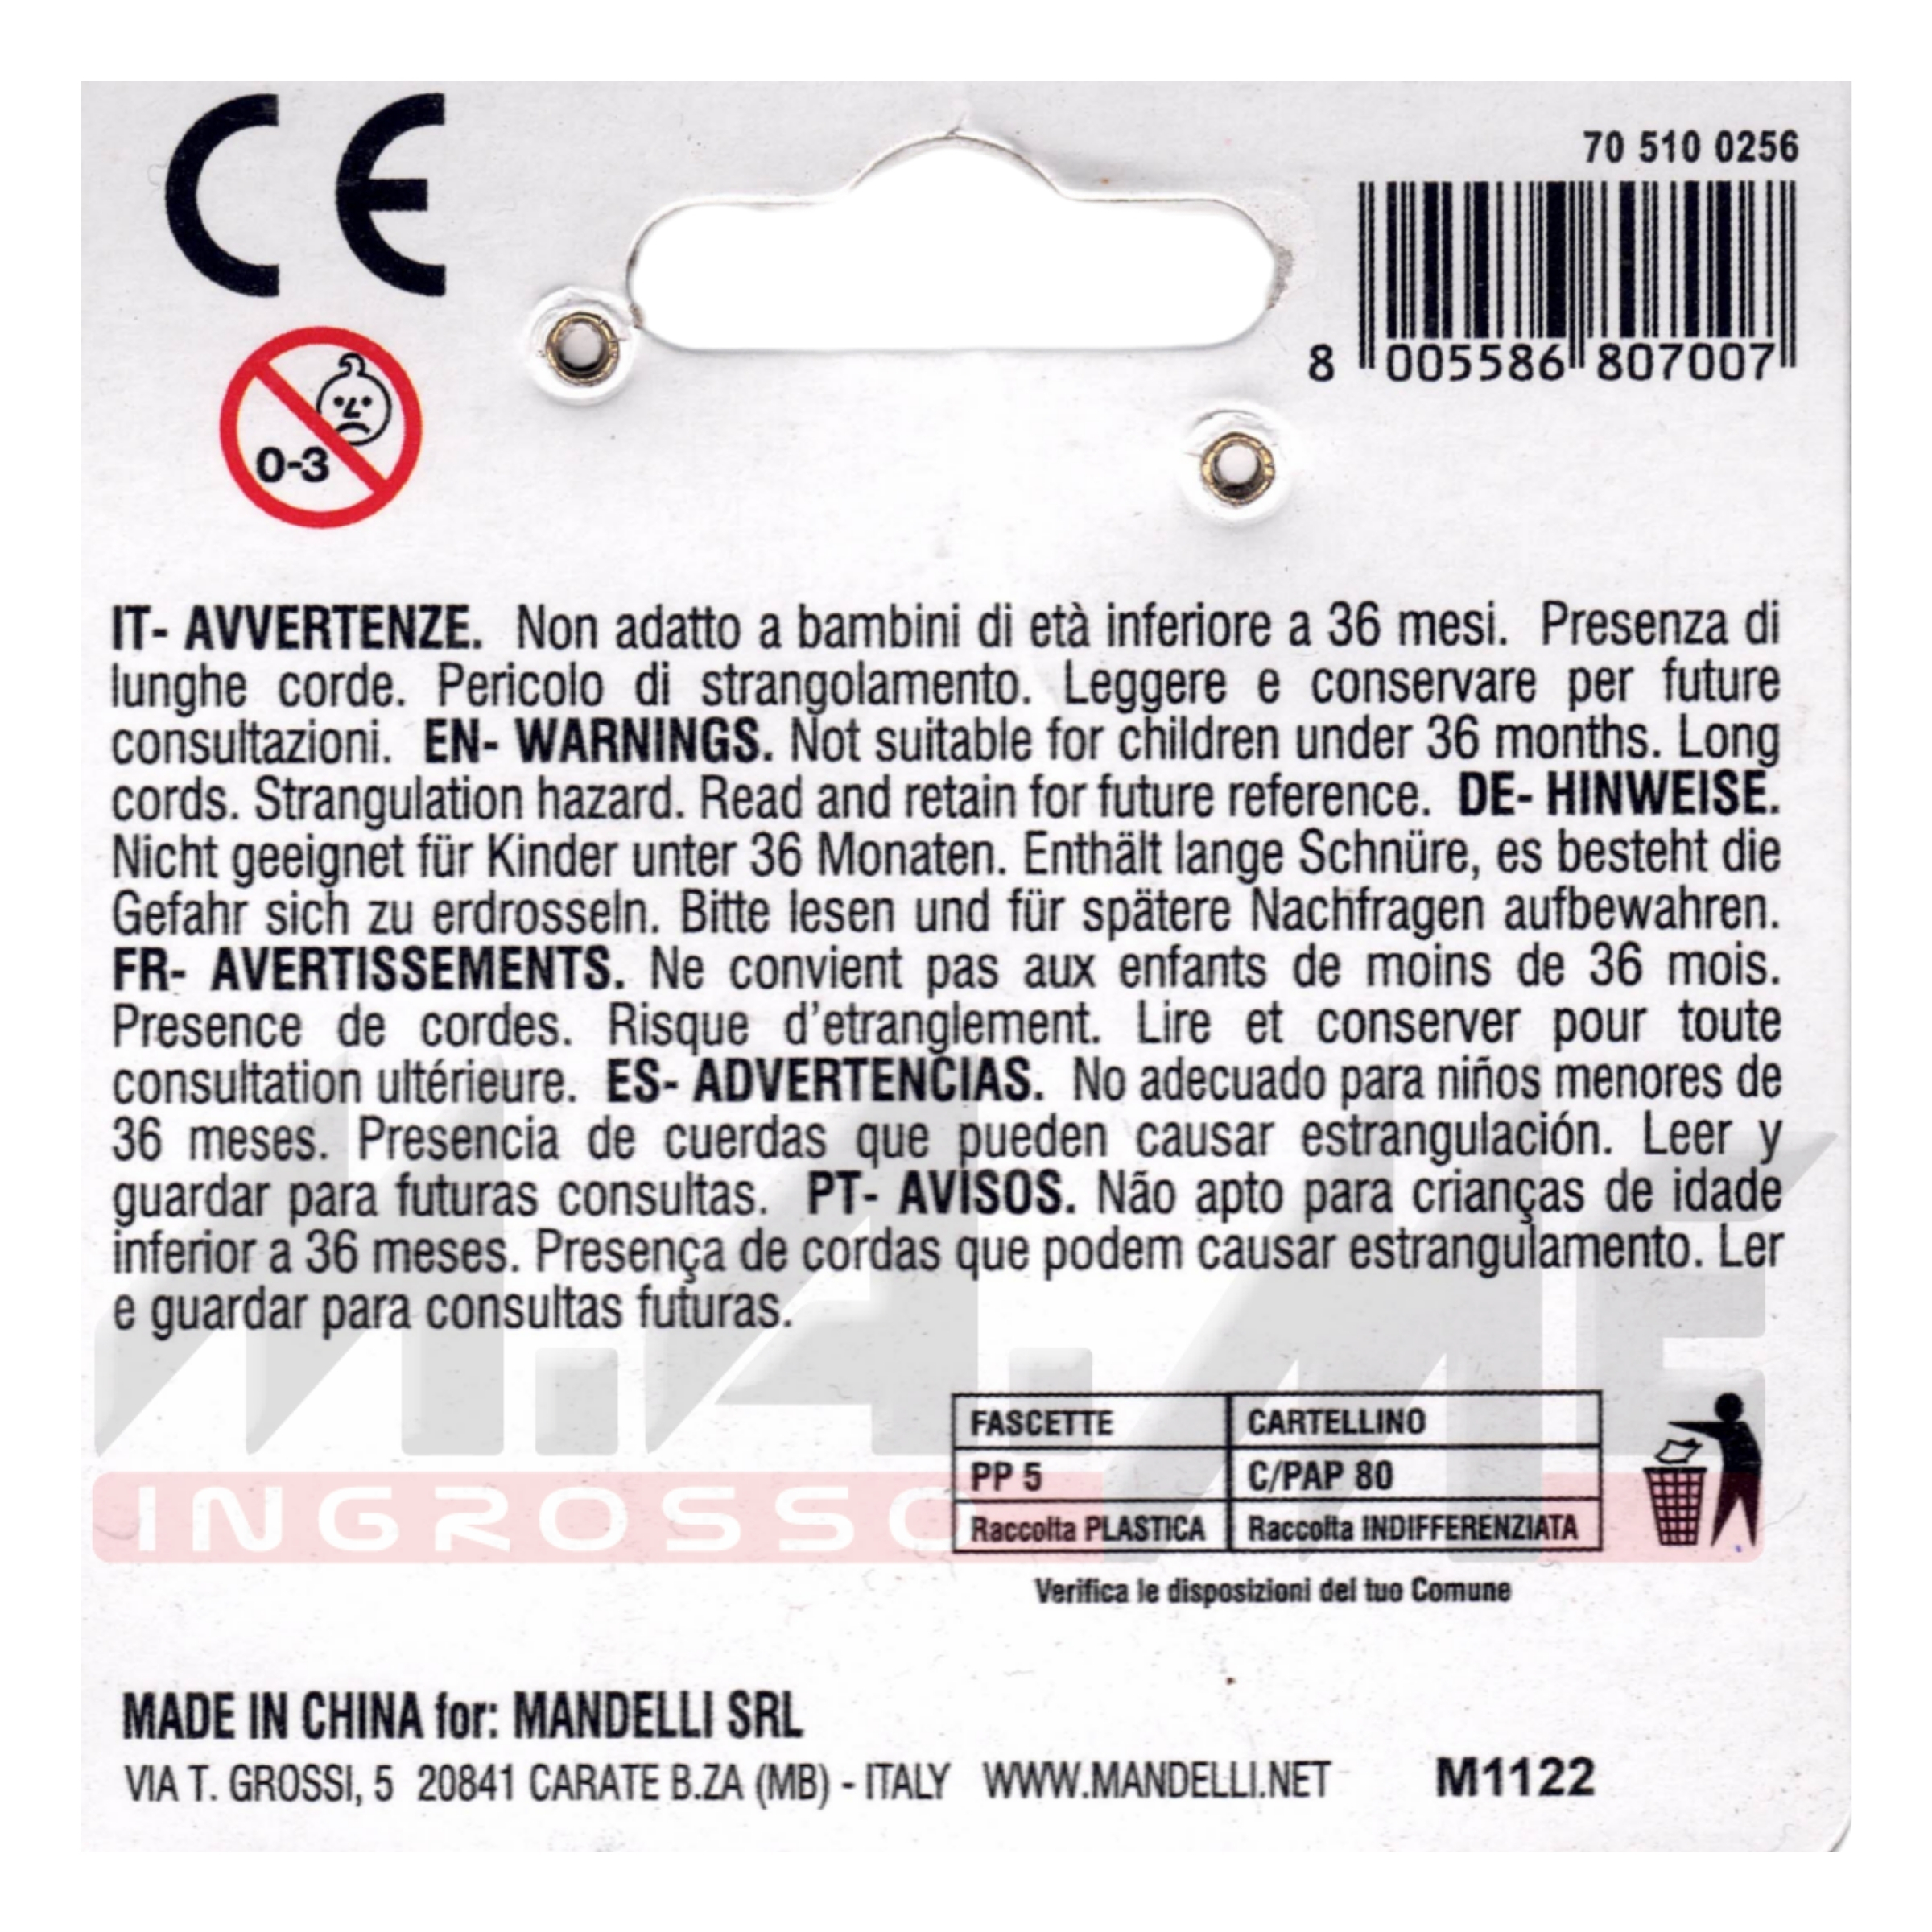 CE
70 510 0256
8 005586 807007
0-3
IT- AVVERTENZE. Non adatto a bambini di età inferiore a 36 mesi. Presenza di
lunghe corde. Pericolo di strangolamento. Leggere e conservare per future
consultazioni. EN- WARNINGS. Not suitable for children under 36 months. Long
cords. Strangulation hazard. Read and retain for future reference. DE- HINWEISE.
Nicht geeignet für Kinder unter 36 Monaten. Enthält lange Schnüre, es besteht die
Gefahr sich zu erdrosseln. Bitte lesen und für spätere Nachfragen aufbewahren.
FR- AVERTISSEMENTS. Ne convient pas aux enfants de moins de 36 mois.
Presence de cordes. Risque d'etranglement. Lire et conserver pour toute
consultation ultérieure. ES- ADVERTENCIAS. No adecuado para niños menores de
36 meses. Presencia de cuerdas que pueden causar estrangulación. Leer y
guardar para futuras consultas. PT- AVISOS. Não apto para crianças de idade
inferior a 36 meses. Presença de cordas que podem causar estrangulamento. Ler
e guardar para consultas futuras.
M.A.ME
INGROSSO
FASCETTE CARTELLINO
PP 5 C/PAP 80
Raccolta PLASTICA Raccolta INDIFFERENZIATA
Verifica le disposizioni del tuo Comune
MADE IN CHINA for: MANDELLI SRL
VIA T. GROSSI, 5 20841 CARATE B.ZA (MB) - ITALY WWW.MANDELLI.NET M1122